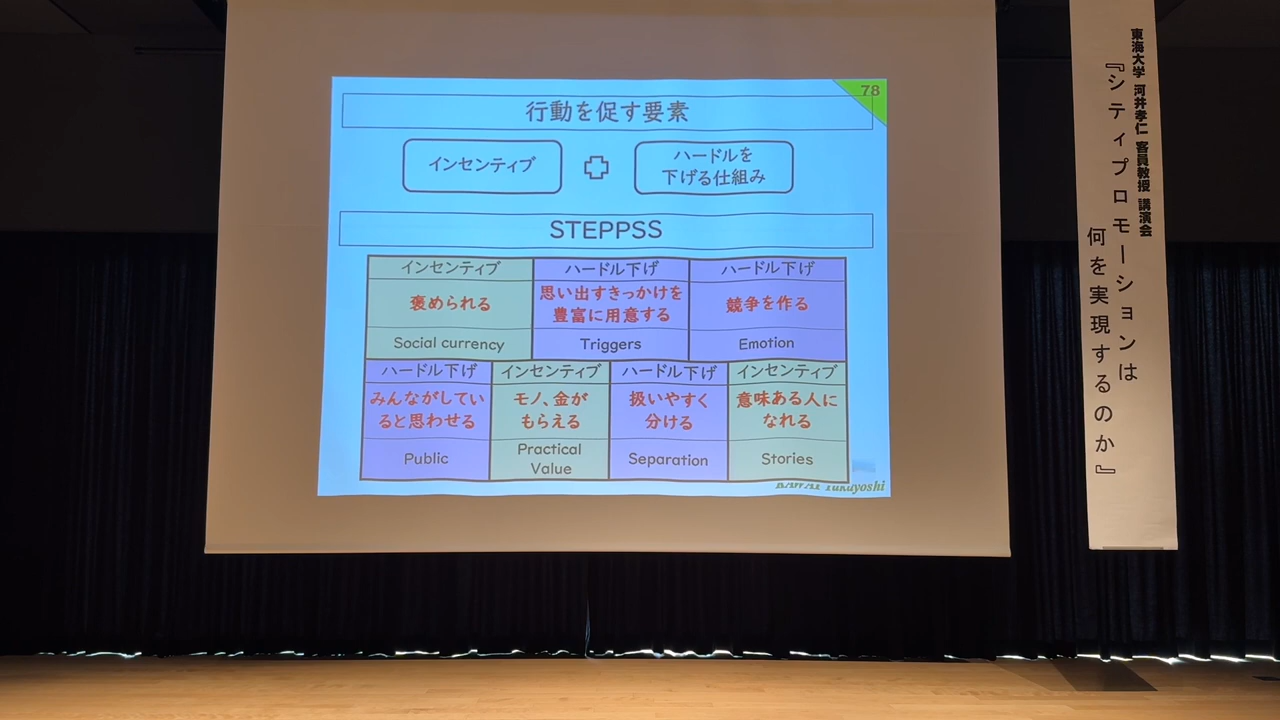 78
行動を促す要素
インセンティブ
ハードルを
下げる仕組み
STEPPSS
インセンティブ
褒められる
Social currency
ハードル下げ
思い出すきっかけを
豊富に用意する
Triggers
ハードル下げ
競争を作る
Emotion
ハードル下げ
みんながしてい
ると思わせる
Public
インセンティブ
モノ、金が
もらえる
Practical
Value
ハードル下げ
扱いやすく
分ける
Separation
インセンティブ
意味ある人に
なれる
Stories
KAWAI Takayoshi
東海大学 河井孝仁 客員教授 講演会
『シティプロモーションは
何を実現するのか』